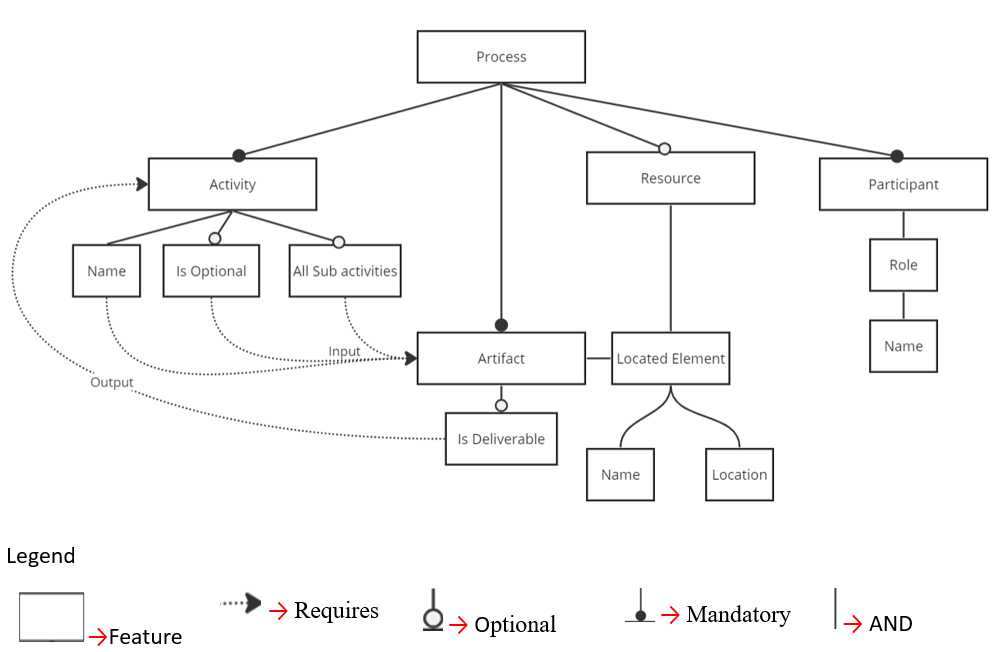 Process
Activity
Resource
Participant
Name
Is Optional
All Sub activities
Role
Input
Artifact
Located Element
Name
Output
Is Deliverable
Name
Location
Legend
Feature
Requires
Optional
Mandatory
AND